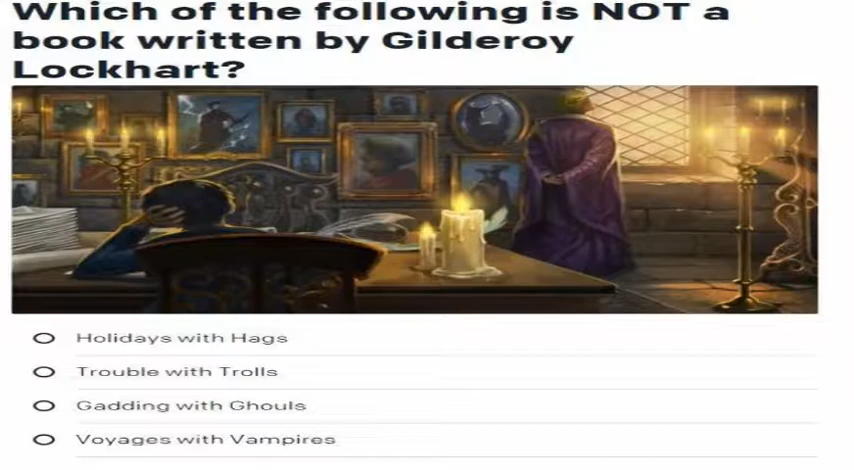 Which of the following is NOT a
book written by Gilderoy
Lockhart?
Holidays with Hags
Trouble with Trolls
Gadding with Ghouls
Voyages with Vampires